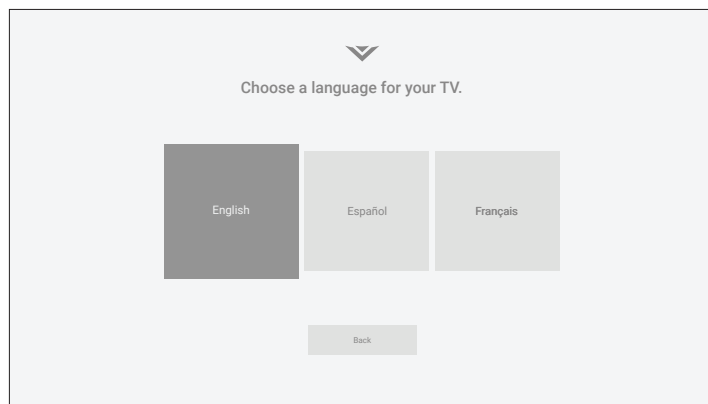 Choose a language for your TV.
English
Español
Français
Back